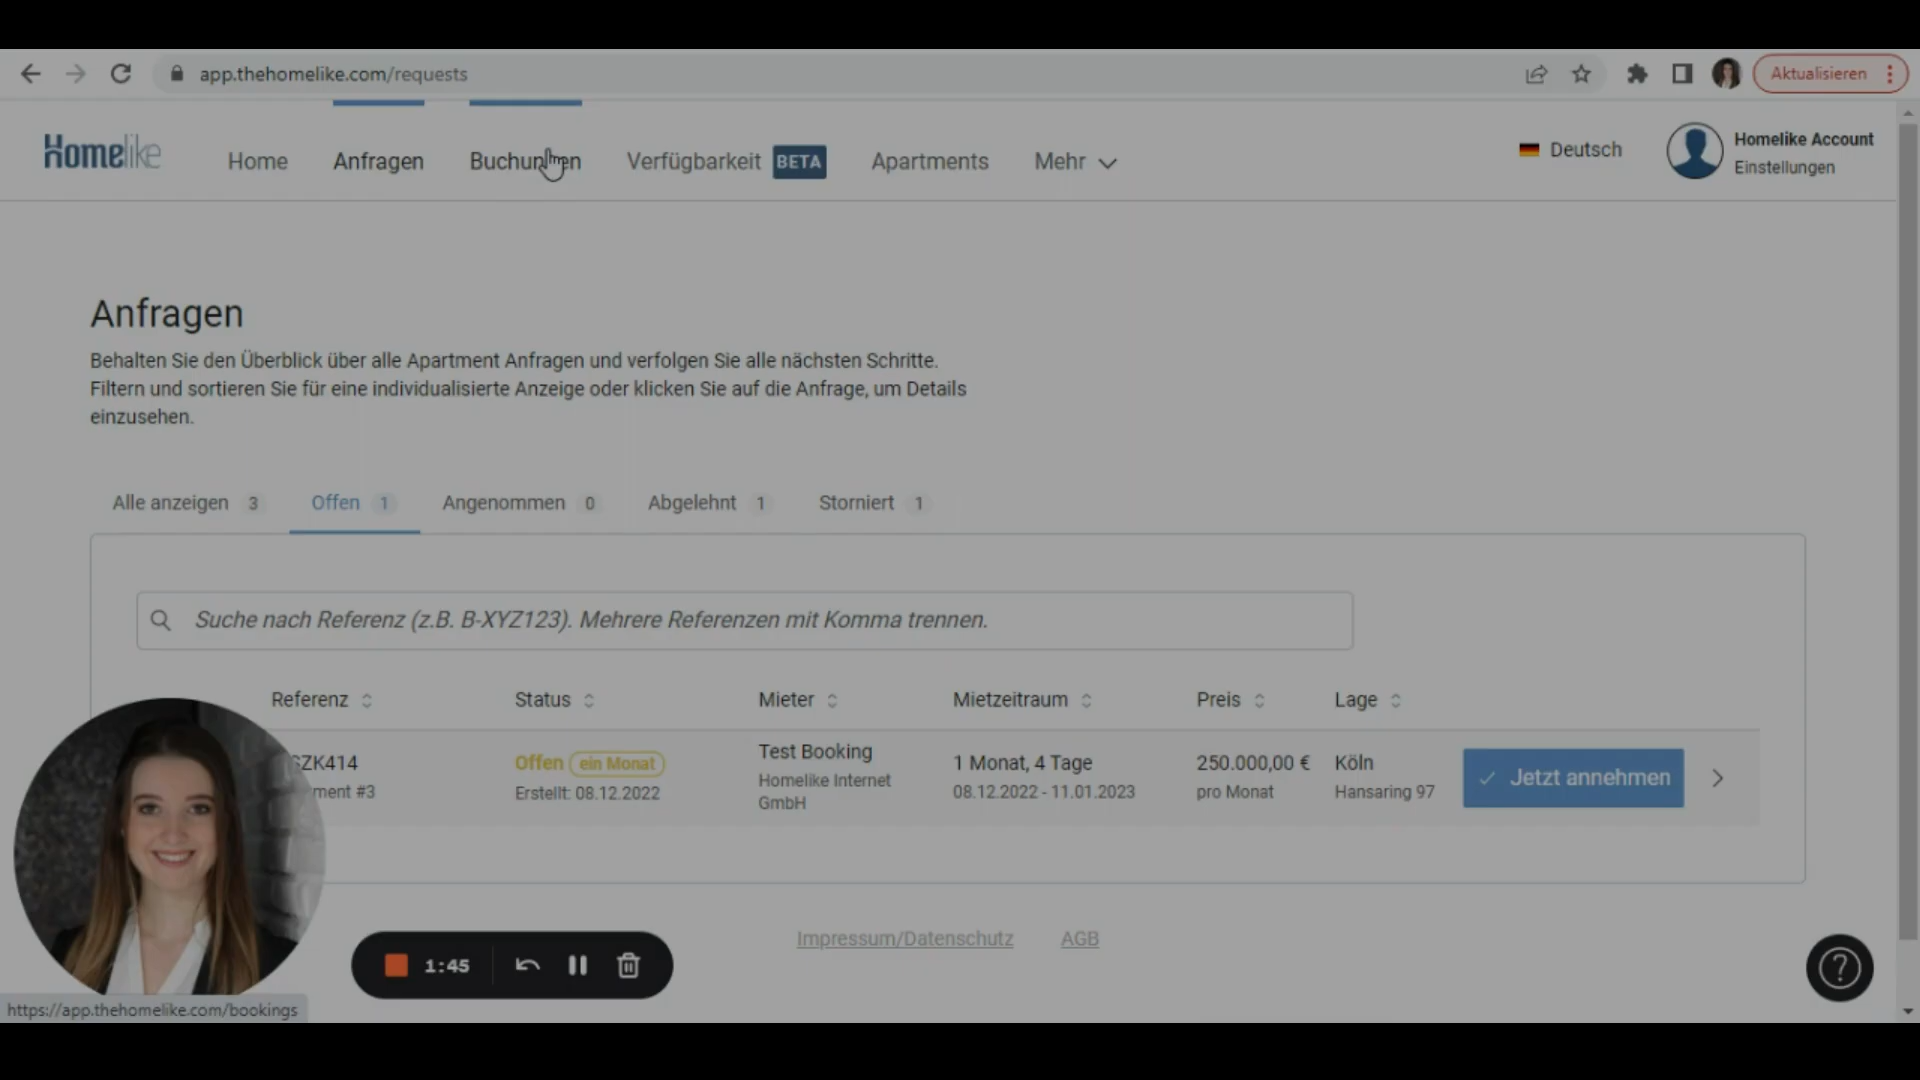 app.thehomelike.com/requests
Aktualisieren
Homelike
Home
Anfragen
Buchungen
Verfügbarkeit BETA
Apartments
Mehr
Deutsch
Homelike Account
Einstellungen
Anfragen
Behalten Sie den Überblick über alle Apartment Anfragen und verfolgen Sie alle nächsten Schritte.
Filtern und sortieren Sie für eine individualisierte Anzeige oder klicken Sie auf die Anfrage, um Details
einzusehen.
Alle anzeigen 3
Offen 1
Angenommen 0
Abgelehnt 1
Storniert 1
Suche nach Referenz (z.B. B-XYZ123). Mehrere Referenzen mit Komma trennen.
Referenz
Status
Mieter
Mietzeitraum
Preis
Lage
ZK414
ment #3
Offen ein Monat
Erstellt: 08.12.2022
Test Booking
Homelike Internet
GmbH
1 Monat, 4 Tage
08.12.2022 - 11.01.2023
250.000,00 €
pro Monat
Köln
Hansaring 97
Jetzt annehmen
Impressum/Datenschutz
AGB
1:45
https://app.thehomelike.com/bookings